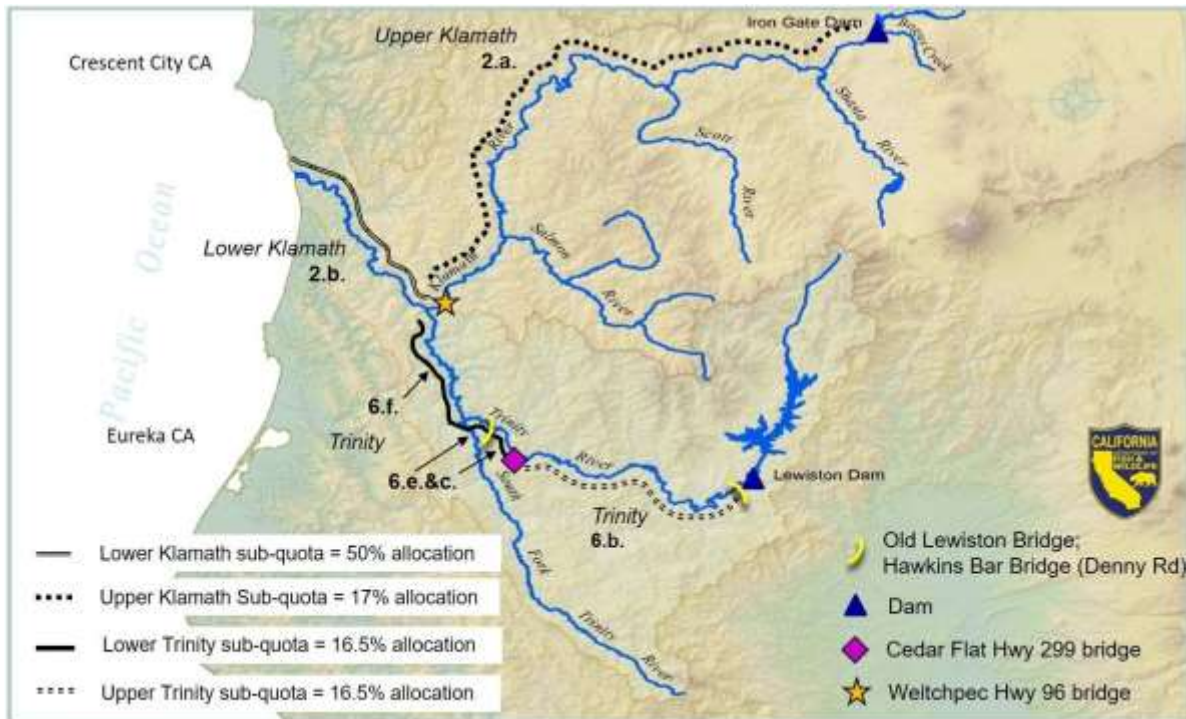 Iron Gate Dam
Bogus Creek
Upper Klamath
2.a.
Crescent City CA
Shasta
River
River
Scott
River
Pacific Ocean
Lower Klamath
2.b.
Klamath
Salmon
River
6.f.
Eureka CA
Trinity
Trinity
River
6.e.&c.
South
Fork
Trinity
River
Lewiston Dam
Trinity
6.b.
CALIFORNIA
FISH & WILDLIFE
Lower Klamath sub-quota = 50% allocation
Upper Klamath Sub-quota = 17% allocation
Lower Trinity sub-quota = 16.5% allocation
Upper Trinity sub-quota = 16.5% allocation
Old Lewiston Bridge;
Hawkins Bar Bridge (Denny Rd)
Dam
Cedar Flat Hwy 299 bridge
Weitchpec Hwy 96 bridge